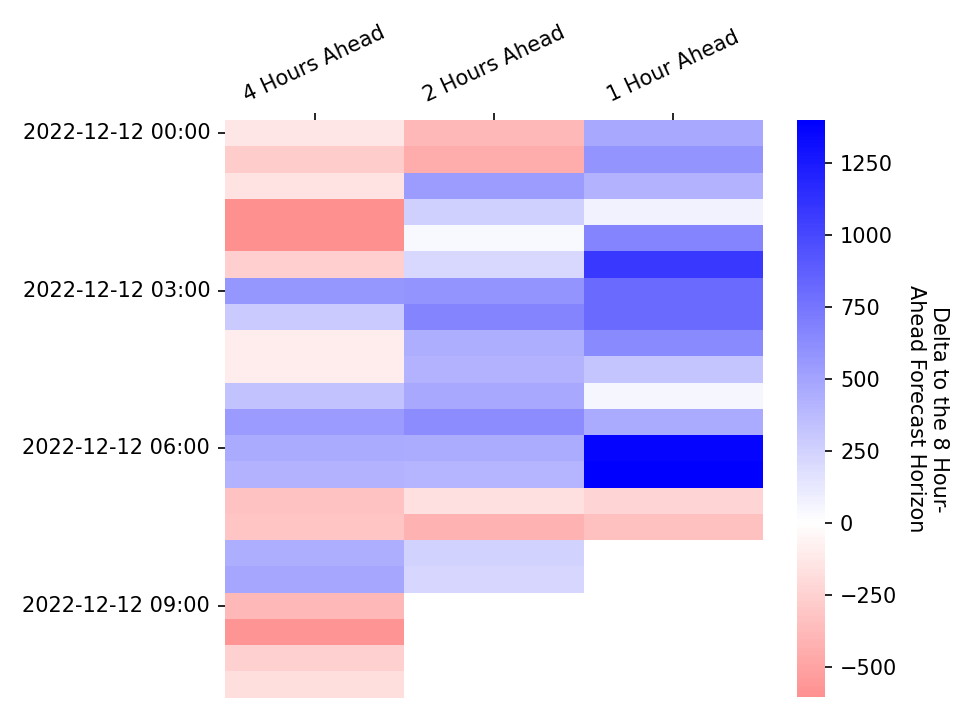 4 Hours Ahead
2 Hours Ahead
1 Hour Ahead
2022-12-12 00:00
2022-12-12 03:00
2022-12-12 06:00
2022-12-12 09:00
1250
1000
750
500
250
0
−250
−500
Delta to the 8 Hour-
Ahead Forecast Horizon